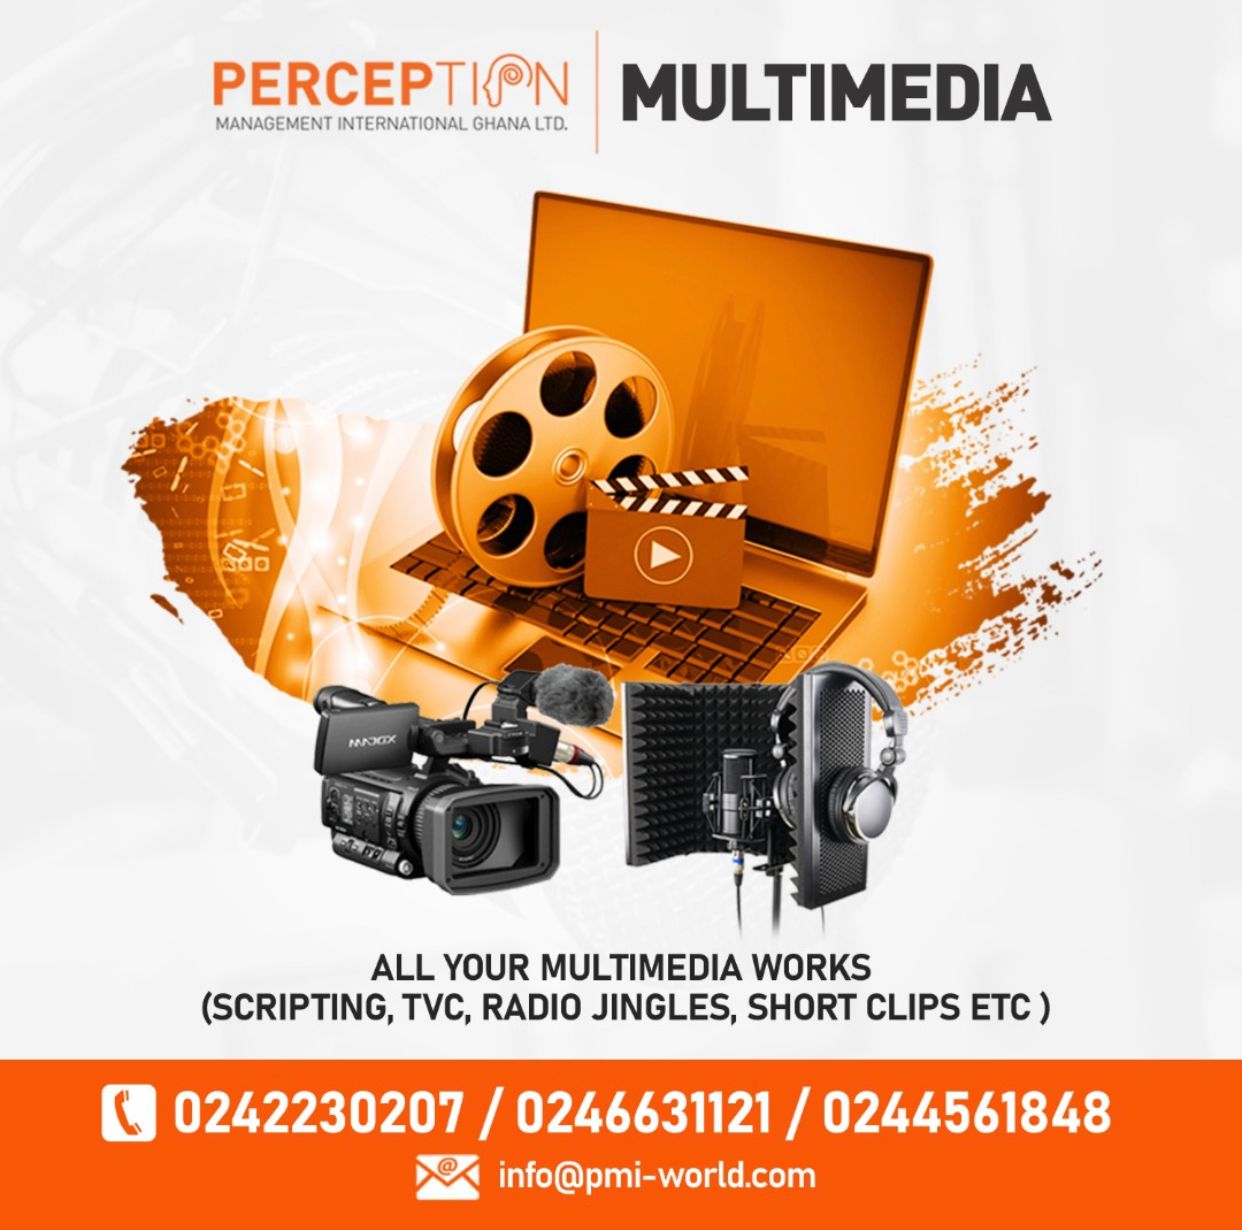 PERCEPTION
MANAGEMENT INTERNATIONAL GHANA LTD.
MULTIMEDIA
ALL YOUR MULTIMEDIA WORKS
(SCRIPTING, TVC, RADIO JINGLES, SHORT CLIPS ETC )
0242230207 / 0246631121 / 0244561848
info@pmi-world.com